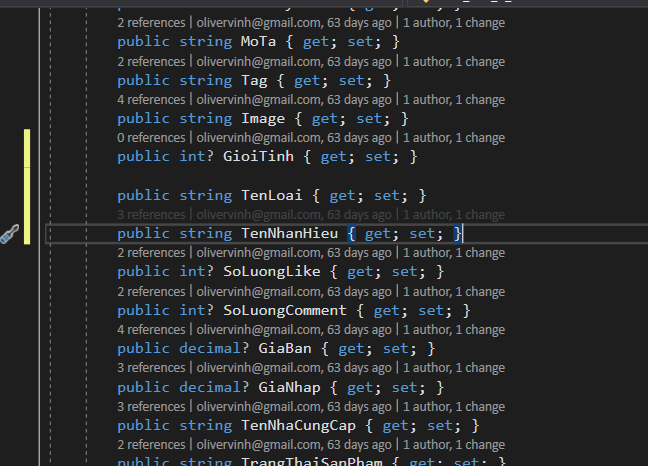 2 references | olivervinh@gmail.com, 63 days ago | 1 author, 1 change
public string MoTa { get; set; }
2 references | olivervinh@gmail.com, 63 days ago | 1 author, 1 change
public string Tag { get; set; }
4 references | olivervinh@gmail.com, 63 days ago | 1 author, 1 change
public string Image { get; set; }
0 references | olivervinh@gmail.com, 63 days ago | 1 author, 1 change
public int? GioiTinh { get; set; }
public string TenLoai { get; set; }
3 references | olivervinh@gmail.com, 63 days ago | 1 author, 1 change
public string TenNhanHieu { get; set; }
2 references | olivervinh@gmail.com, 63 days ago | 1 author, 1 change
public int? SoLuongLike { get; set; }
2 references | olivervinh@gmail.com, 63 days ago | 1 author, 1 change
public int? SoLuongComment { get; set; }
4 references | olivervinh@gmail.com, 63 days ago | 1 author, 1 change
public decimal? GiaBan { get; set; }
3 references | olivervinh@gmail.com, 63 days ago | 1 author, 1 change
public decimal? GiaNhap { get; set; }
3 references | olivervinh@gmail.com, 63 days ago | 1 author, 1 change
public string TenNhaCungCap { get; set; }
2 references | olivervinh@gmail.com, 63 days ago | 1 author, 1 change
public string TrangThaiSanPham { get; set; }